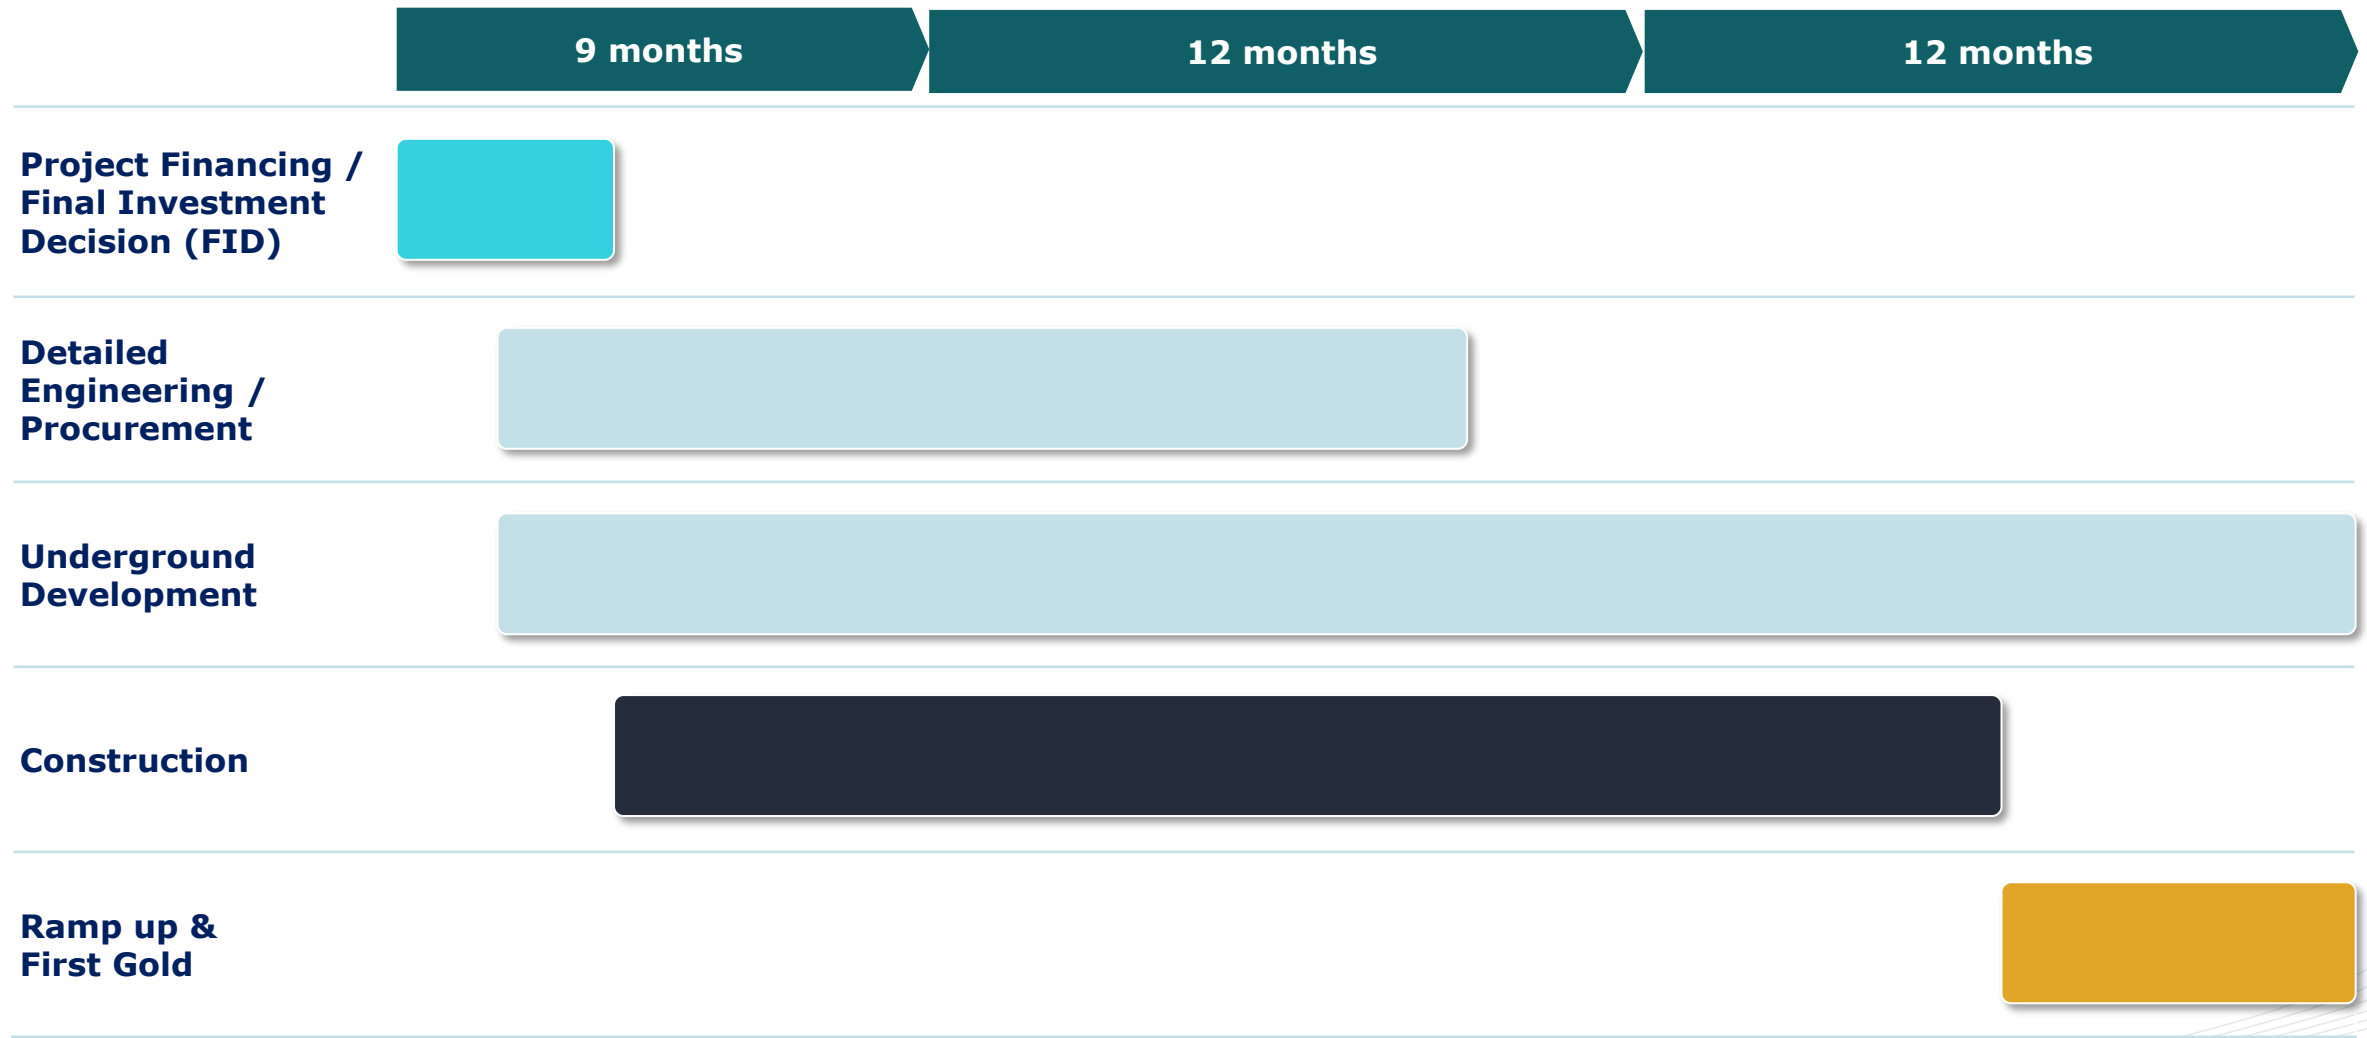 9 months
12 months
12 months
Project Financing /
Final Investment
Decision (FID)
Detailed
Engineering /
Procurement
Underground
Development
Construction
Ramp up &
First Gold